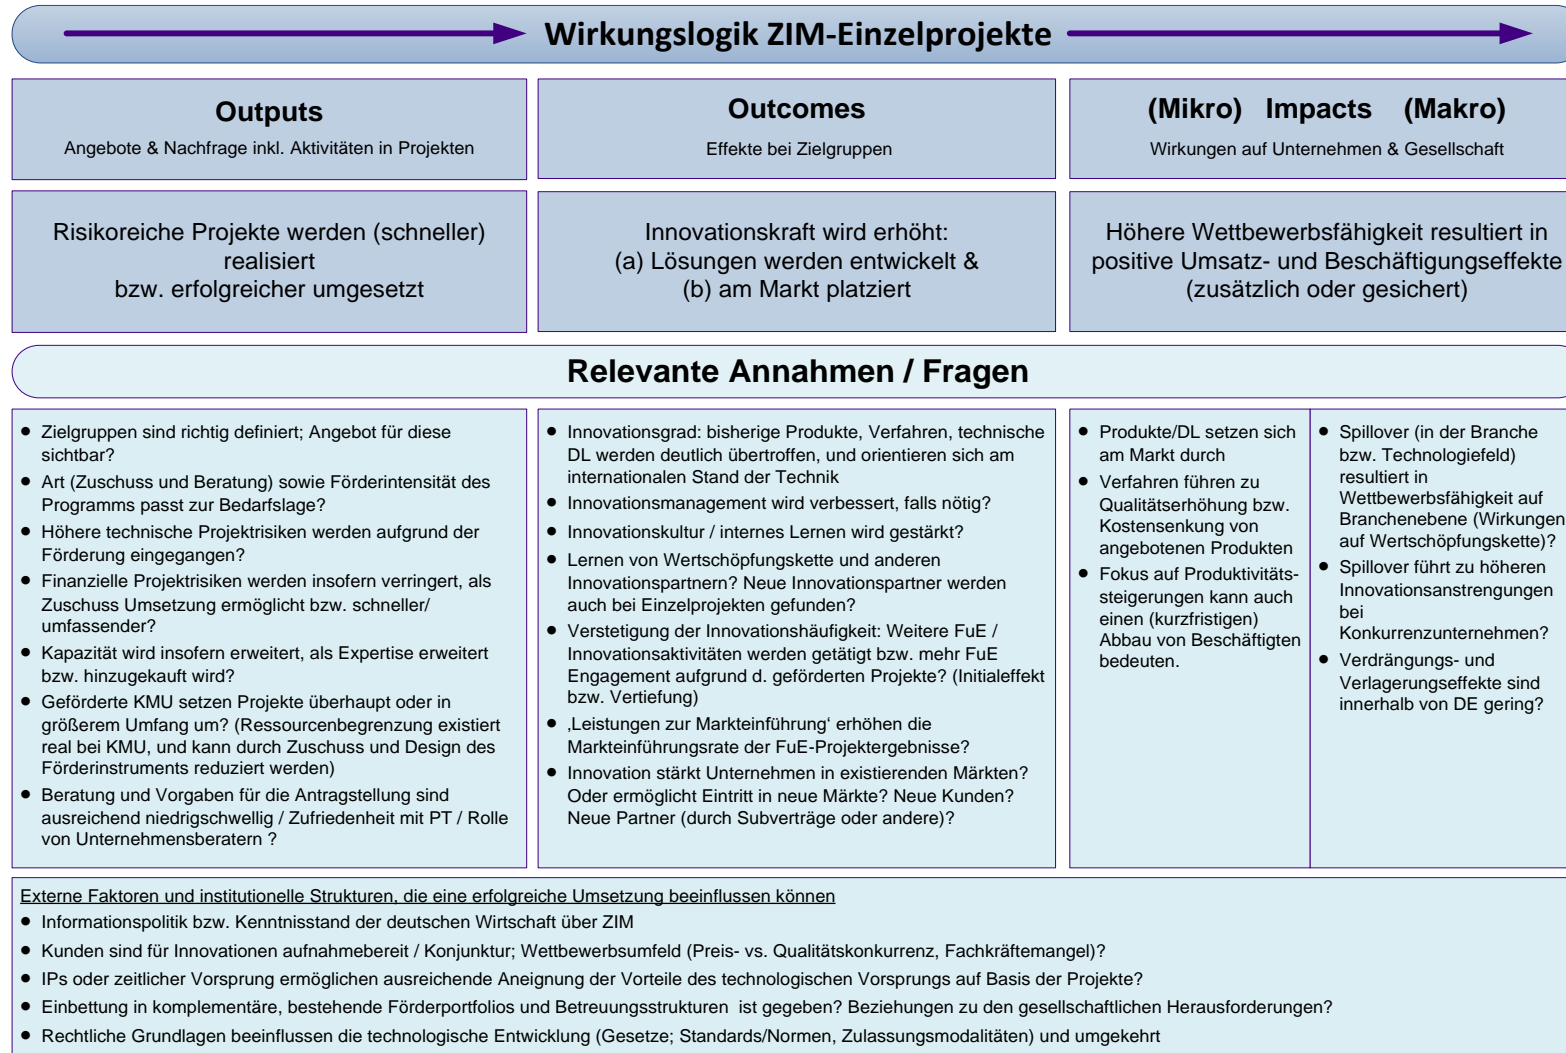 Wirkungslogik ZIM-Einzelprojekte
Outputs
Angebote & Nachfrage inkl. Aktivitäten in Projekten
Outcomes
Effekte bei Zielgruppen
(Mikro) Impacts (Makro)
Wirkungen auf Unternehmen & Gesellschaft
Risikoreiche Projekte werden (schneller)
realisiert
bzw. erfolgreicher umgesetzt
Innovationskraft wird erhöht:
(a) Lösungen werden entwickelt &
(b) am Markt platziert
Höhere Wettbewerbsfähigkeit resultiert in
positive Umsatz- und Beschäftigungseffekte
(zusätzlich oder gesichert)
Relevante Annahmen / Fragen
• Zielgruppen sind richtig definiert; Angebot für diese
sichtbar?
• Art (Zuschuss und Beratung) sowie Förderintensität des
Programms passt zur Bedarfslage?
• Höhere technische Projektrisiken werden aufgrund der
Förderung eingegangen?
• Finanzielle Projektrisiken werden insofern verringert, als
Zuschuss Umsetzung ermöglicht bzw. schneller/
umfassender?
• Kapazität wird insofern erweitert, als Expertise erweitert
bzw. hinzugekauft wird?
• Geförderte KMU setzen Projekte überhaupt oder in
größerem Umfang um? (Ressourcenbegrenzung existiert
real bei KMU, und kann durch Zuschuss und Design des
Förderinstruments reduziert werden)
• Beratung und Vorgaben für die Antragstellung sind
ausreichend niedrigschwellig / Zufriedenheit mit PT / Rolle
von Unternehmensberatern ?
• Innovationsgrad: bisherige Produkte, Verfahren, technische
DL werden deutlich übertroffen, und orientieren sich am
internationalen Stand der Technik
• Innovationsmanagement wird verbessert, falls nötig?
• Innovationskultur / internes Lernen wird gestärkt?
• Lernen von Wertschöpfungskette und anderen
Innovationspartnern? Neue Innovationspartner werden
auch bei Einzelprojekten gefunden?
• Verstetigung der Innovationshäufigkeit: Weitere FuE /
Innovationsaktivitäten werden getätigt bzw. mehr FuE
Engagement aufgrund d. geförderten Projekte? (Initialeffekt
bzw. Vertiefung)
• ‚Leistungen zur Markteinführung‘ erhöhen die
Markteinführungsrate der FuE-Projektergebnisse?
• Innovation stärkt Unternehmen in existierenden Märkten?
Oder ermöglicht Eintritt in neue Märkte? Neue Kunden?
Neue Partner (durch Subverträge oder andere)?
• Produkte/DL setzen sich
am Markt durch
• Verfahren führen zu
Qualitätserhöhung bzw.
Kostensenkung von
angebotenen Produkten
• Fokus auf Produktivitäts-
steigerungen kann auch
einen (kurzfristigen)
Abbau von Beschäftigten
bedeuten.
• Spillover (in der Branche
bzw. Technologiefeld)
resultiert in
Wettbewerbsfähigkeit auf
Branchenebene (Wirkungen
auf Wertschöpfungskette)?
• Spillover führt zu höheren
Innovationsanstrengungen
bei
Konkurrenzunternehmen?
• Verdrängungs- und
Verlagerungseffekte sind
innerhalb von DE gering?
Externe Faktoren und institutionelle Strukturen, die eine erfolgreiche Umsetzung beeinflussen können
• Informationspolitik bzw. Kenntnisstand der deutschen Wirtschaft über ZIM
• Kunden sind für Innovationen aufnahmebereit / Konjunktur; Wettbewerbsumfeld (Preis- vs. Qualitätskonkurrenz, Fachkräftemangel)?
• IPs oder zeitlicher Vorsprung ermöglichen ausreichende Aneignung der Vorteile des technologischen Vorsprungs auf Basis der Projekte?
• Einbettung in komplementäre, bestehende Förderportfolios und Betreuungsstrukturen ist gegeben? Beziehungen zu den gesellschaftlichen Herausforderungen?
• Rechtliche Grundlagen beeinflussen die technologische Entwicklung (Gesetze; Standards/Normen, Zulassungsmodalitäten) und umgekehrt